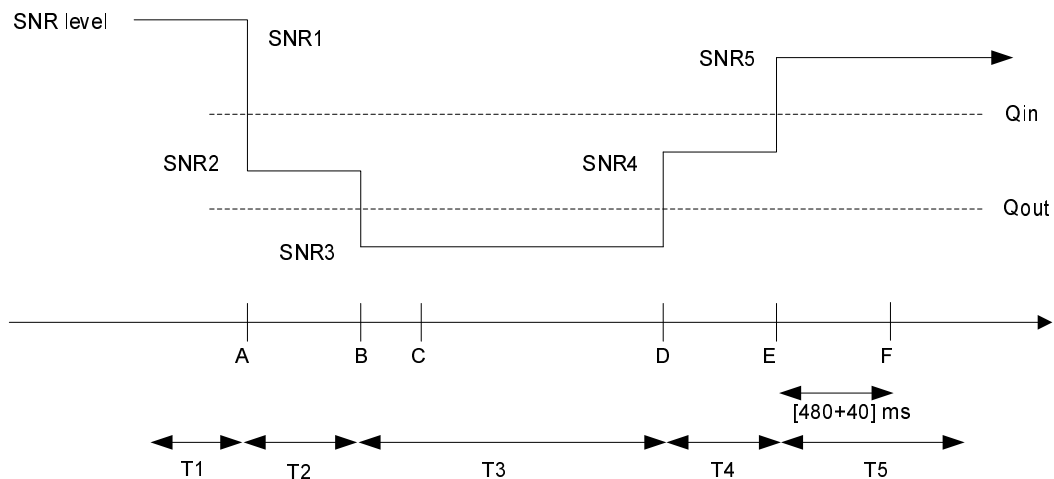 SNR level
SNR1
SNR5
Qin
SNR2
SNR4
Qout
SNR3
A B C D E F
[480+40] ms
T1 T2 T3 T4 T5